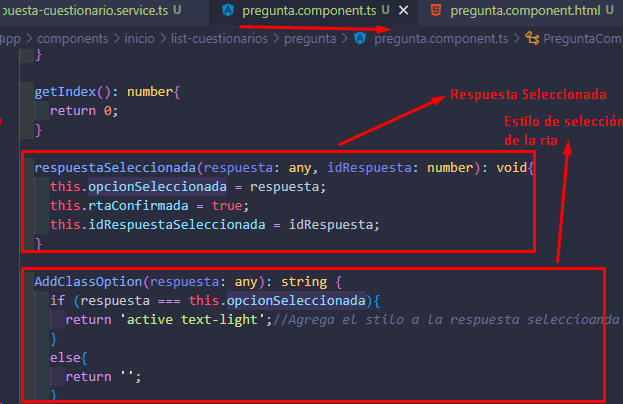 puesta-cuestionario.service.ts U
pregunta.component.ts U
pregunta.component.html U
app > components > inicio > list-cuestionarios > pregunta > pregunta.component.ts > PreguntaCom
}
getIndex(): number{
return 0;
}
Respuesta Seleccionada
Estilo de selección
de la rta
respuestaSeleccionada(respuesta: any, idRespuesta: number): void{
this.opcionSeleccionada = respuesta;
this.rtaConfirmada = true;
this.idRespuestaSeleccionada = idRespuesta;
}
AddClassOption(respuesta: any): string {
if (respuesta === this.opcionSeleccionada){
return 'active text-light';//Agrega el stilo a la respuesta seleccioanda
}
else{
return '';
}